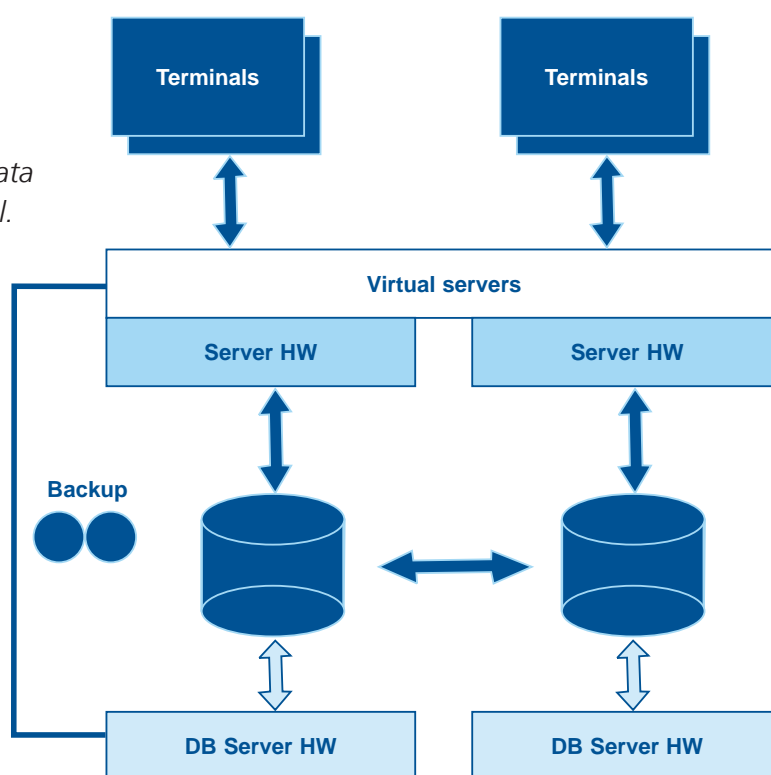 Terminals
Terminals
l.
Virtual servers
Server HW
Server HW
Backup
DB Server HW
DB Server HW